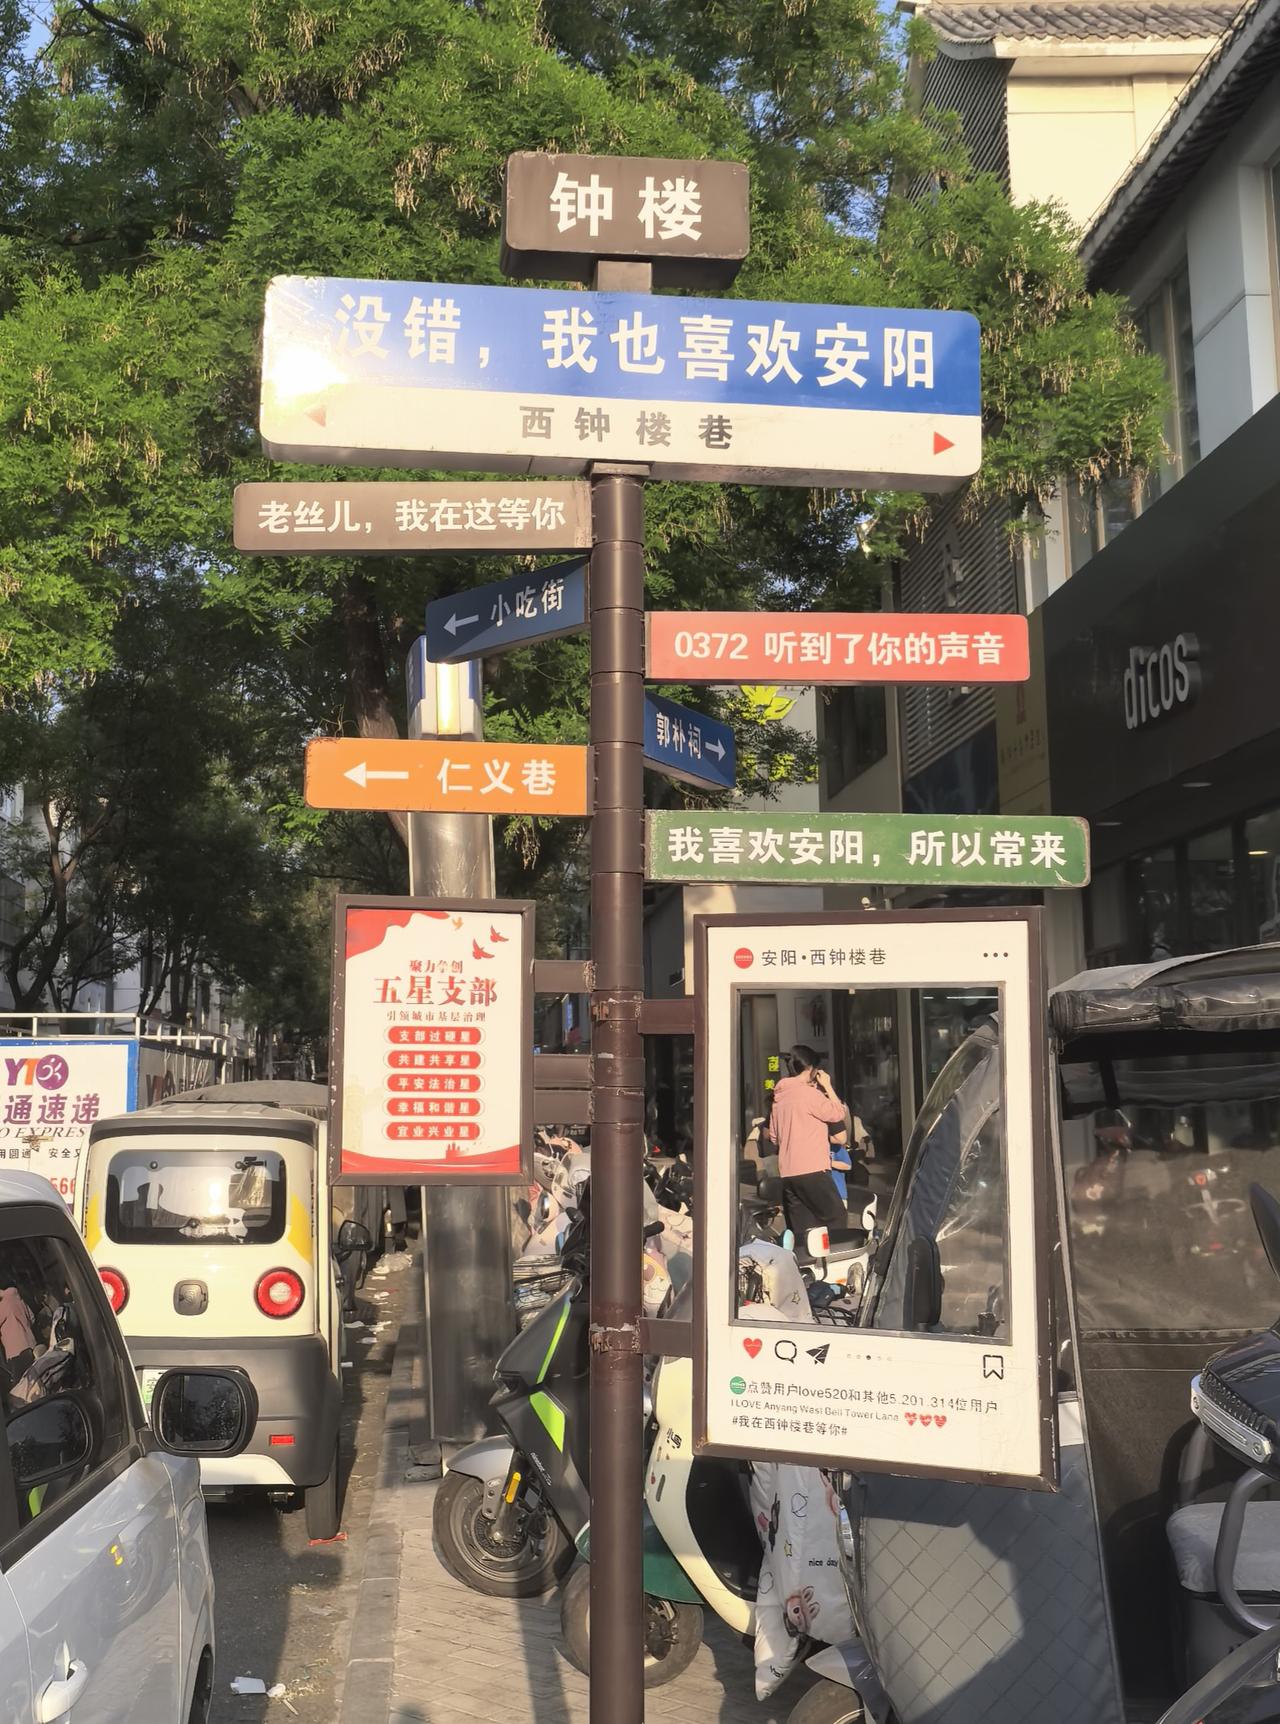 钟楼
没错，我也喜欢安阳
西钟楼巷
老丝儿，我在这等你
← 小吃街
0372 听到了你的声音
郭朴祠 →
← 仁义巷
我喜欢安阳，所以常来
dicos
聚力争创
五星支部
引领城市基层治理
支部过硬星
共建共享星
平安法治星
幸福和谐星
宜业兴业星
安阳·西钟楼巷
点赞用户love520和其他5.201.314位用户
I LOVE Anyang West Bell Tower Lane
#我在西钟楼巷等你#
YTO
通速递
O EXPRESS
nice day